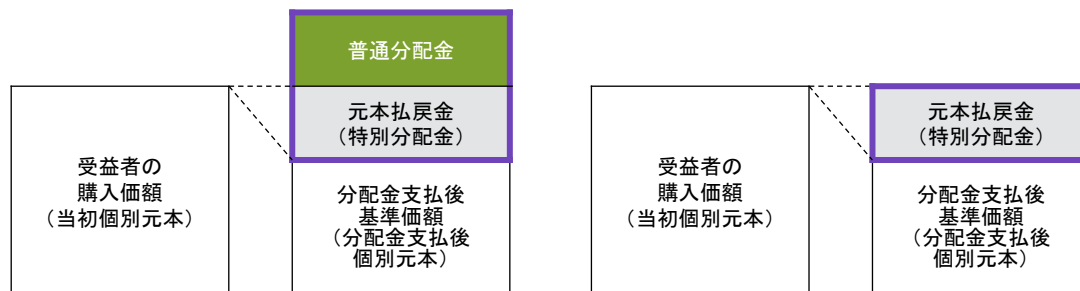 普通分配金
元本払戻金
（特別分配金）
受益者の
購入価額
（当初個別元本）
分配金支払後
基準価額
（分配金支払後
個別元本）
元本払戻金
（特別分配金）
受益者の
購入価額
（当初個別元本）
分配金支払後
基準価額
（分配金支払後
個別元本）